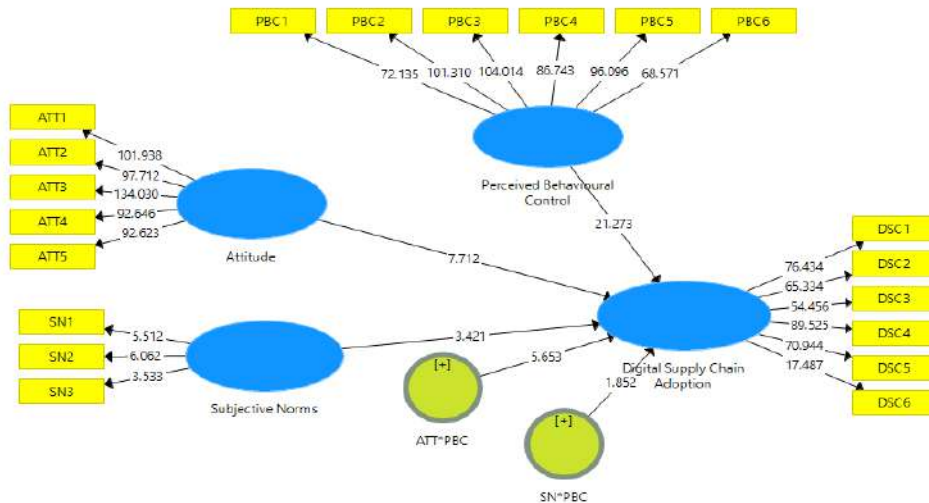 PBC1 PBC2 PBC3 PBC4 PBC5 PBC6
72.135 101.310 104.014 86.743 96.096 68.571
Perceived Behavioural
Control
21.273
ATT1
ATT2
ATT3
ATT4
ATT5
101.938
97.712
134.030
92.646
92.623
Attitude
7.712
SN1
SN2
SN3
5.512
6.062
3.533
Subjective Norms
3.421
[+]
ATT*PBC
5.653
[+]
SN*PBC
1.852
Digital Supply Chain
Adoption
76.434
65.334
54.456
89.525
70.944
17.487
DSC1
DSC2
DSC3
DSC4
DSC5
DSC6